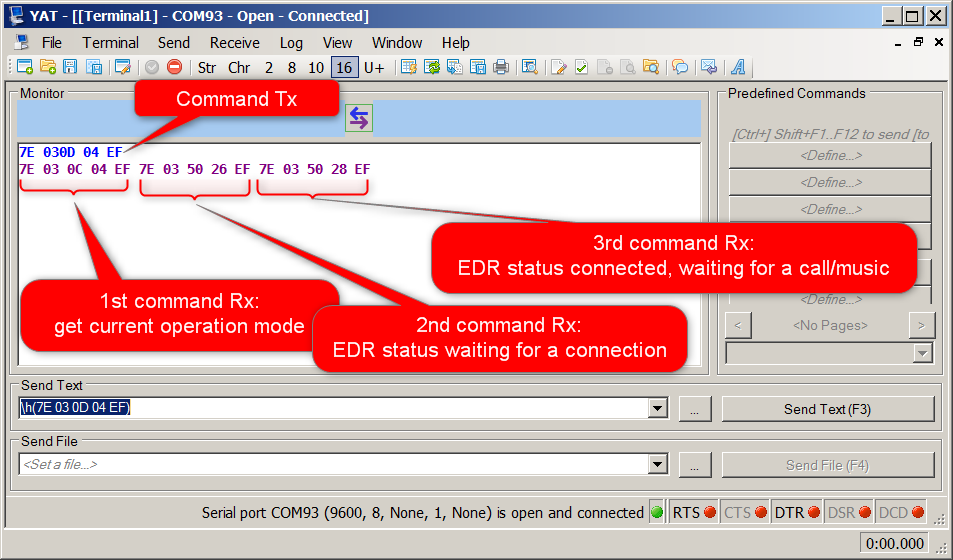 YAT - [[Terminal1] - COM93 - Open - Connected]
File Terminal Send Receive Log View Window Help
Str Chr 2 8 10 16 U+
Monitor
Predefined Commands
Command Tx
[Ctrl+] Shift+F1..F12 to send [to
7E 030D 04 EF
7E 03 0C 04 EF 7E 03 50 26 EF 7E 03 50 28 EF
<Define...>
<Define...>
<Define...>
3rd command Rx:
EDR status connected, waiting for a call/music
<Define...>
1st command Rx:
get current operation mode
2nd command Rx:
EDR status waiting for a connection
< <No Pages> >
Send Text
\h(7E 03 0D 04 EF)
...
Send Text (F3)
Send File
<Set a file...>
...
Send File (F4)
Serial port COM93 (9600, 8, None, 1, None) is open and connected RTS CTS DTR DSR DCD
0:00.000